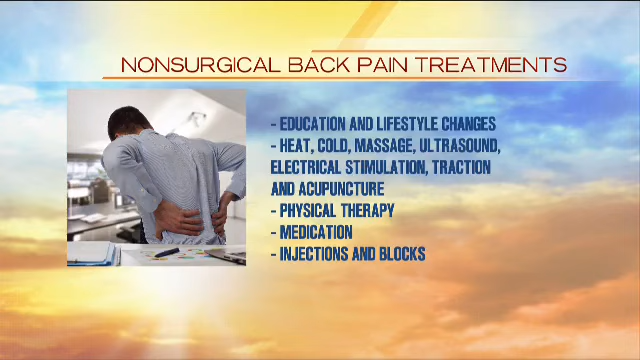 NONSURGICAL BACK PAIN TREATMENTS
- EDUCATION AND LIFESTYLE CHANGES
- HEAT, COLD, MASSAGE, ULTRASOUND,
ELECTRICAL STIMULATION, TRACTION
AND ACUPUNCTURE
- PHYSICAL THERAPY
- MEDICATION
- INJECTIONS AND BLOCKS